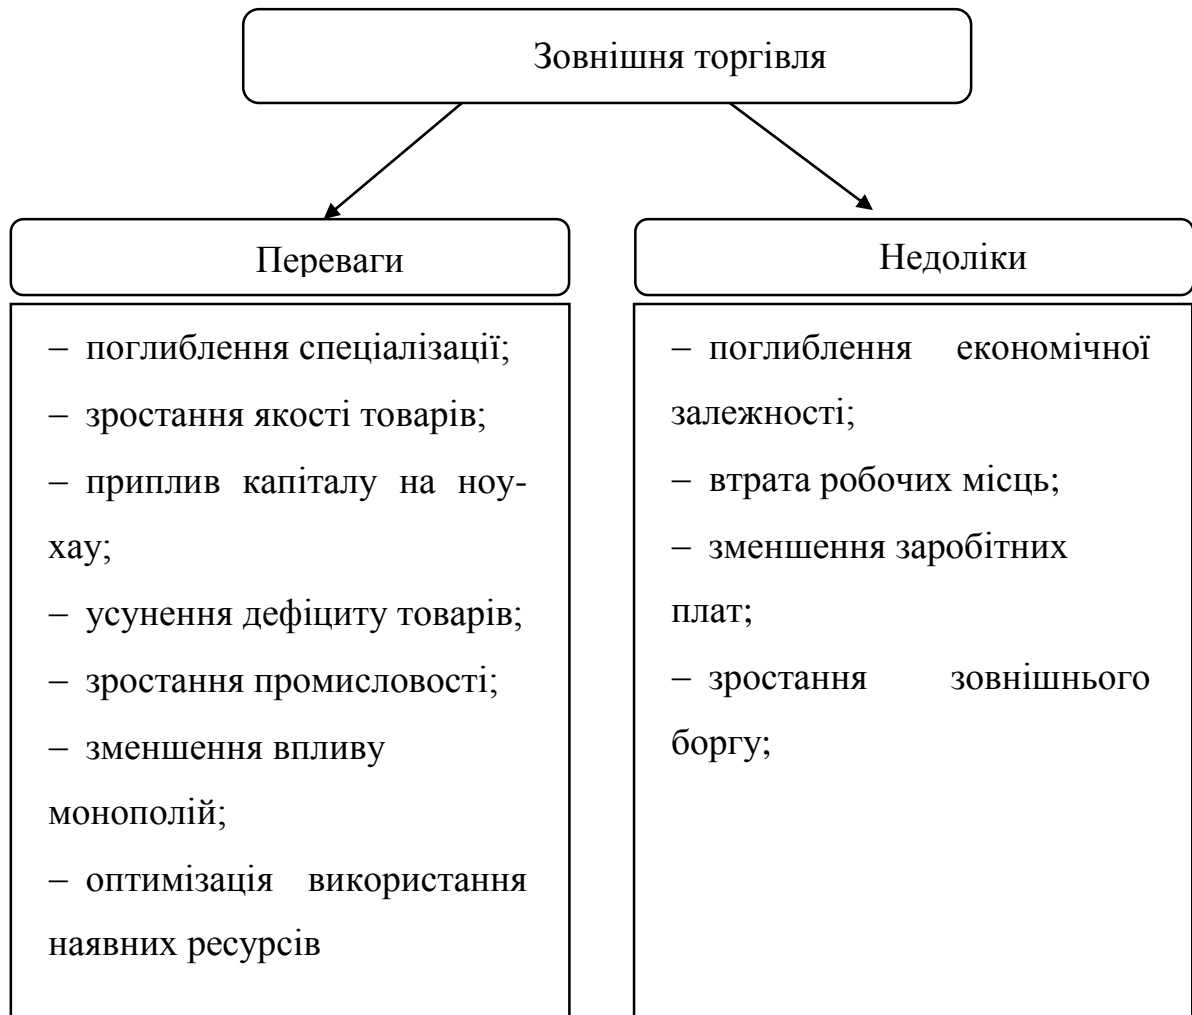 Зовнішня торгівля
Переваги
– поглиблення спеціалізації;
– зростання якості товарів;
– приплив капіталу на ноу-
хау;
– усунення дефіциту товарів;
– зростання промисловості;
– зменшення впливу
монополій;
– оптимізація використання
наявних ресурсів
Недоліки
– поглиблення економічної
залежності;
– втрата робочих місць;
– зменшення заробітних
плат;
– зростання зовнішнього
боргу;